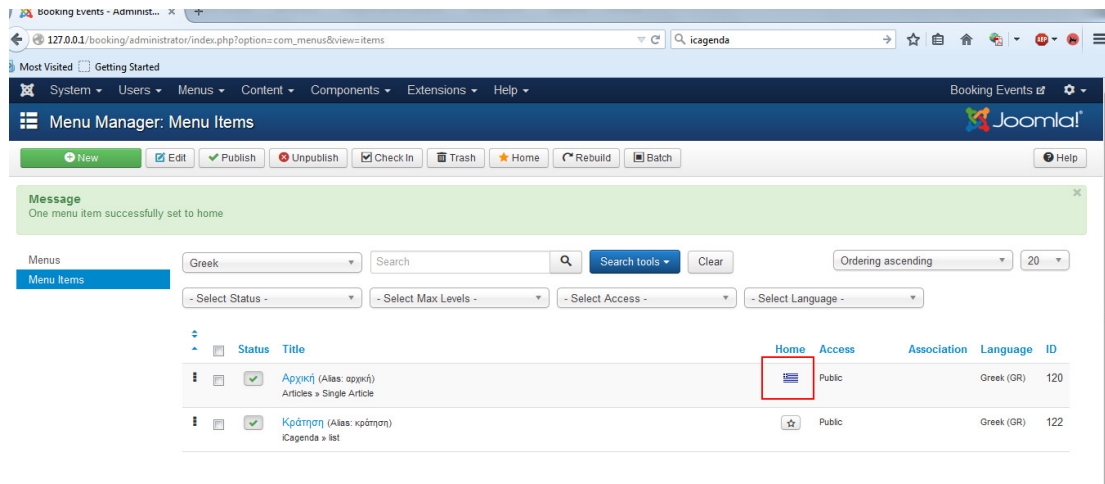 Booking Events - Administ... × +
127.0.0.1/booking/administrator/index.php?option=com_menus&view=items icagenda
Most Visited Getting Started
System Users Menus Content Components Extensions Help Booking Events
Menu Manager: Menu Items Joomla!
New Edit Publish Unpublish Check In Trash Home Rebuild Batch Help
Message ×
One menu item successfully set to home
Menus Greek Search Search tools Clear Ordering ascending 20
Menu Items
- Select Status - - Select Max Levels - - Select Access - - Select Language -
Status Title Home Access Association Language ID
Αρχική (Alias: αρχική) Public Greek (GR) 120
Articles » Single Article
Κράτηση (Alias: κράτηση) Public Greek (GR) 122
iCagenda » list